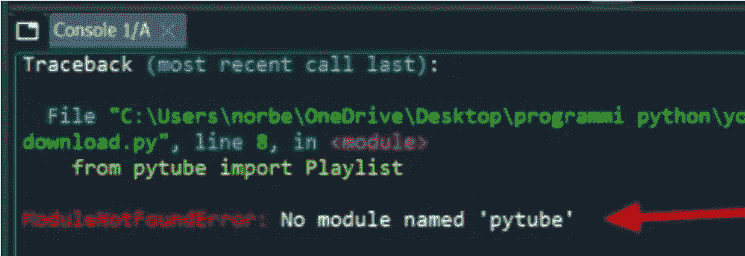 Console 1/A
Traceback (most recent call last):
File "C:\Users\norbe\OneDrive\Desktop\programmi python\yo
download.py", line 8, in <module>
from pytube import Playlist
ModuleNotFoundError: No module named 'pytube'